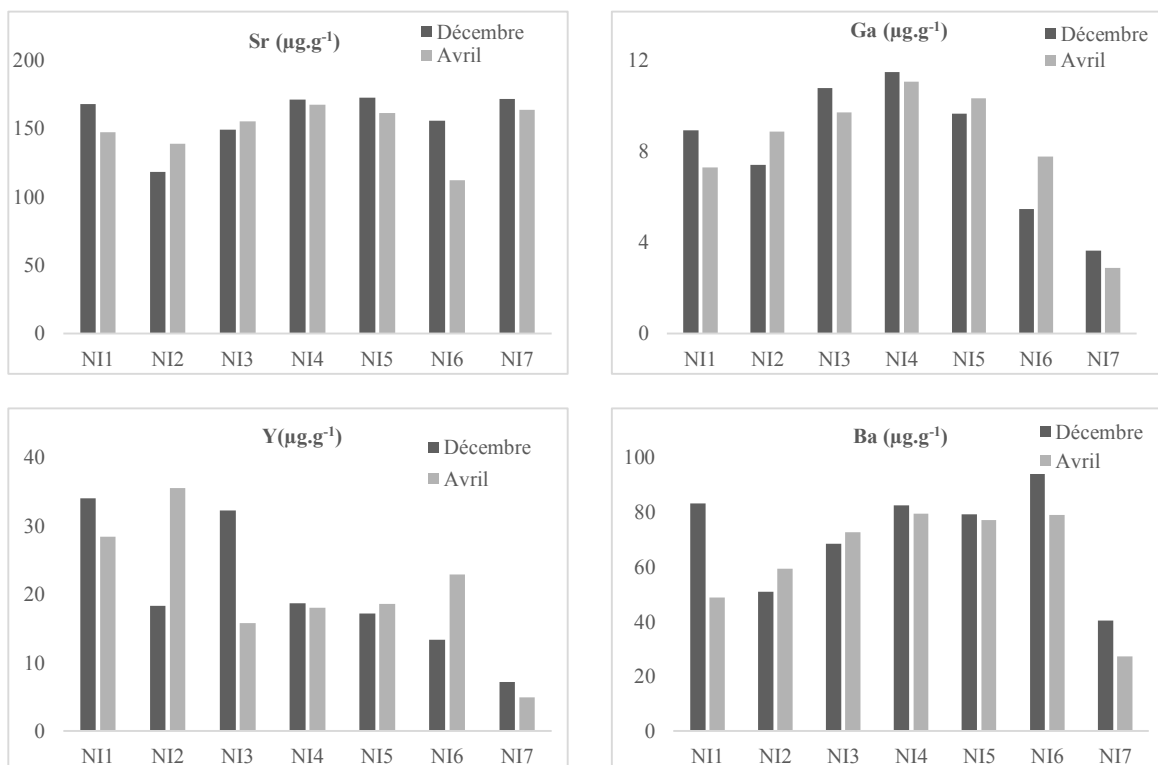 Sr (µg.g⁻¹)
Décembre
Avril
200
150
100
50
0
NI1 NI2 NI3 NI4 NI5 NI6 NI7
Ga (µg.g⁻¹)
Décembre
Avril
12
8
4
0
NI1 NI2 NI3 NI4 NI5 NI6 NI7
Y(µg.g⁻¹)
Décembre
Avril
40
30
20
10
0
NI1 NI2 NI3 NI4 NI5 NI6 NI7
Ba (µg.g⁻¹)
Décembre
Avril
100
80
60
40
20
0
NI1 NI2 NI3 NI4 NI5 NI6 NI7